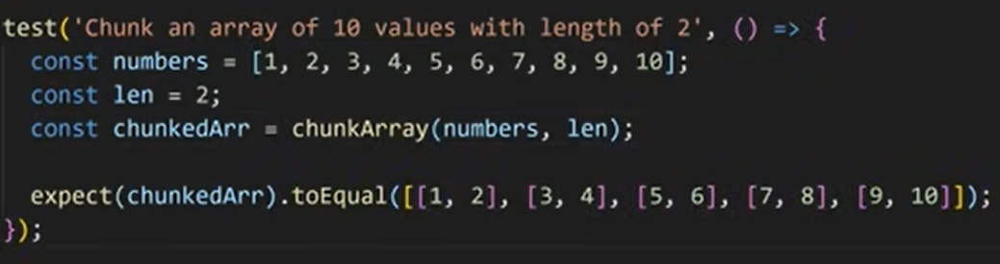 test('Chunk an array of 10 values with length of 2', () => {
  const numbers = [1, 2, 3, 4, 5, 6, 7, 8, 9, 10];
  const len = 2;
  const chunkedArr = chunkArray(numbers, len);

  expect(chunkedArr).toEqual([[1, 2], [3, 4], [5, 6], [7, 8], [9, 10]]);
});